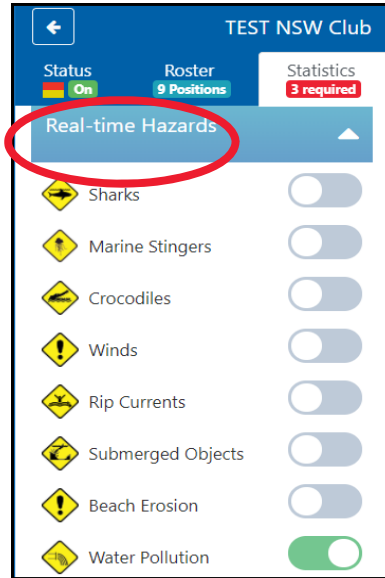 TEST NSW Club
Status Roster Statistics
On 9 Positions 3 required
Real-time Hazards
Sharks
Marine Stingers
Crocodiles
Winds
Rip Currents
Submerged Objects
Beach Erosion
Water Pollution